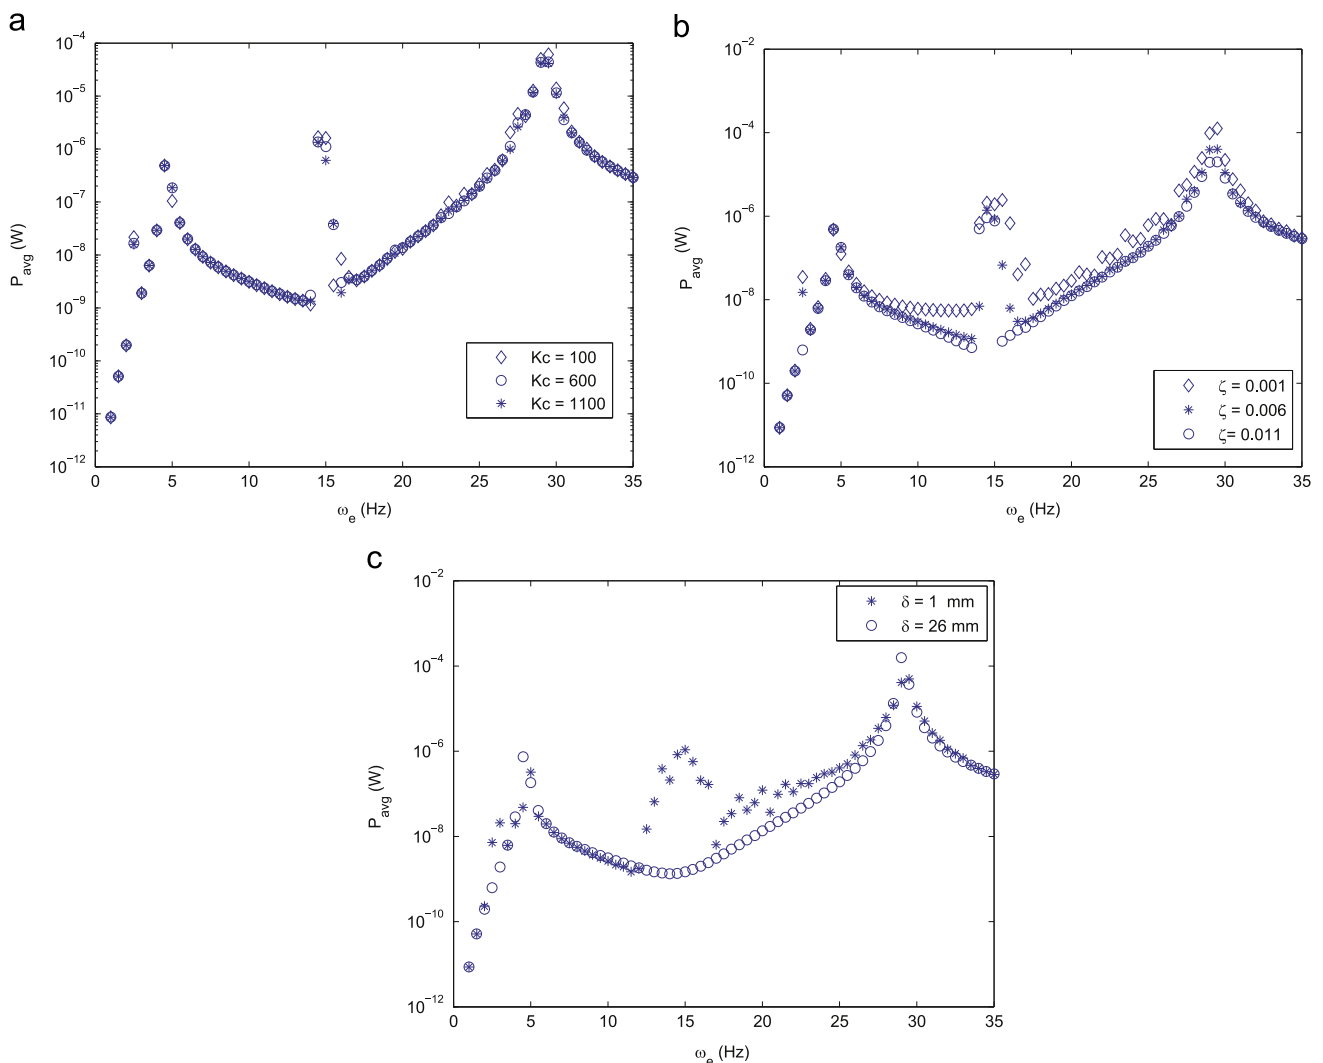 a
10⁻⁴
10⁻⁵
10⁻⁶
10⁻⁷
10⁻⁸
10⁻⁹
10⁻¹⁰
10⁻¹¹
10⁻¹²
P_avg (W)
Kc = 100
Kc = 600
Kc = 1100
0 5 10 15 20 25 30 35
ω_e (Hz)
b
10⁻²
10⁻⁴
10⁻⁶
10⁻⁸
10⁻¹⁰
10⁻¹²
P_avg (W)
ζ = 0.001
ζ = 0.006
ζ= 0.011
0 5 10 15 20 25 30 35
ω_e (Hz)
c
10⁻²
10⁻⁴
10⁻⁶
10⁻⁸
10⁻¹⁰
10⁻¹²
P_avg (W)
δ = 1 mm
δ = 26 mm
0 5 10 15 20 25 30 35
ω_e (Hz)